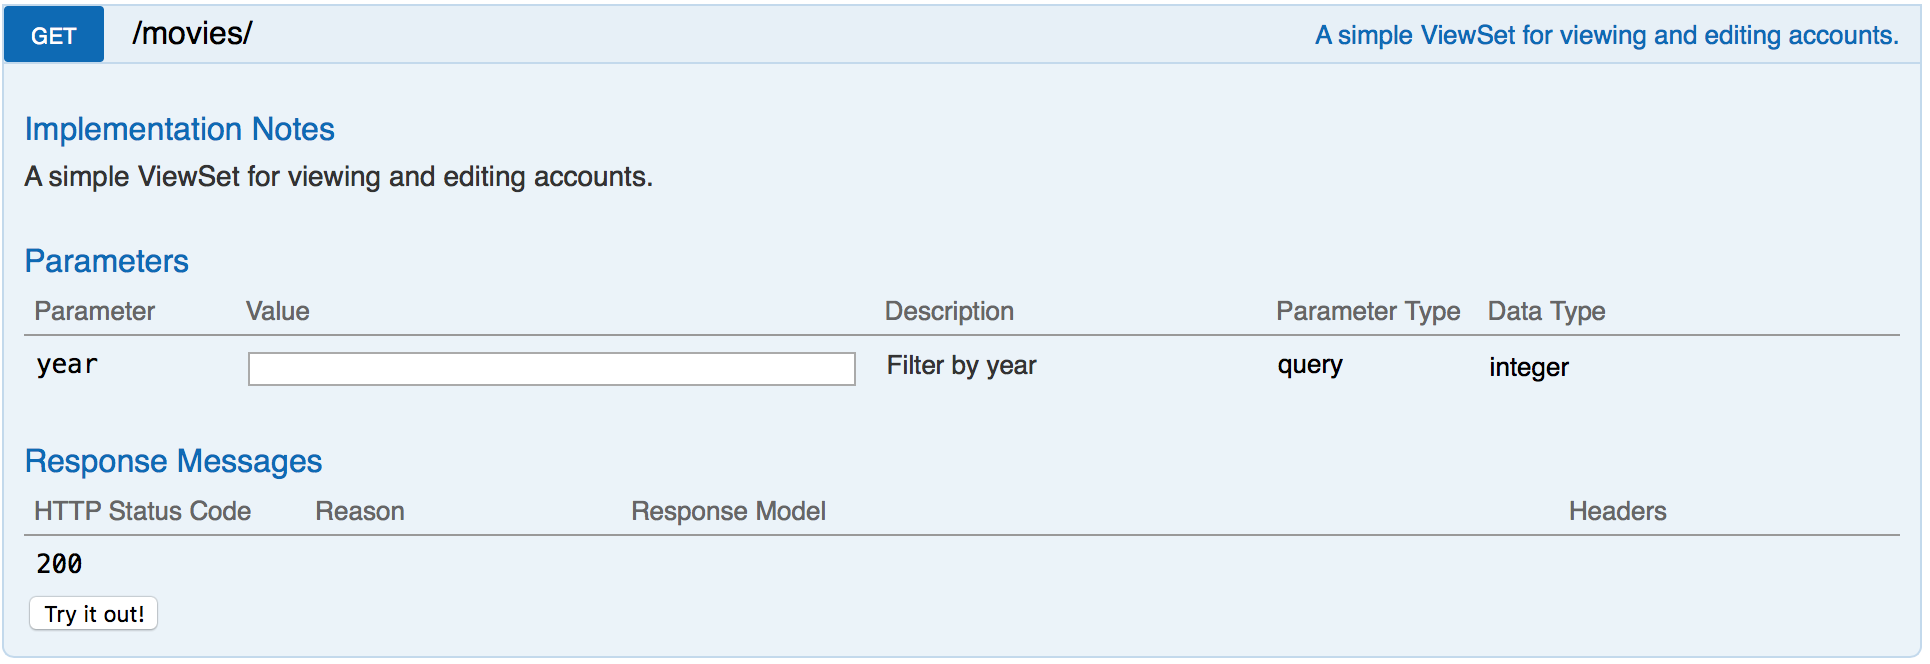 GET /movies/ A simple ViewSet for viewing and editing accounts.
Implementation Notes
A simple ViewSet for viewing and editing accounts.
Parameters
Parameter Value Description Parameter Type Data Type
year Filter by year query integer
Response Messages
HTTP Status Code Reason Response Model Headers
200
Try it out!